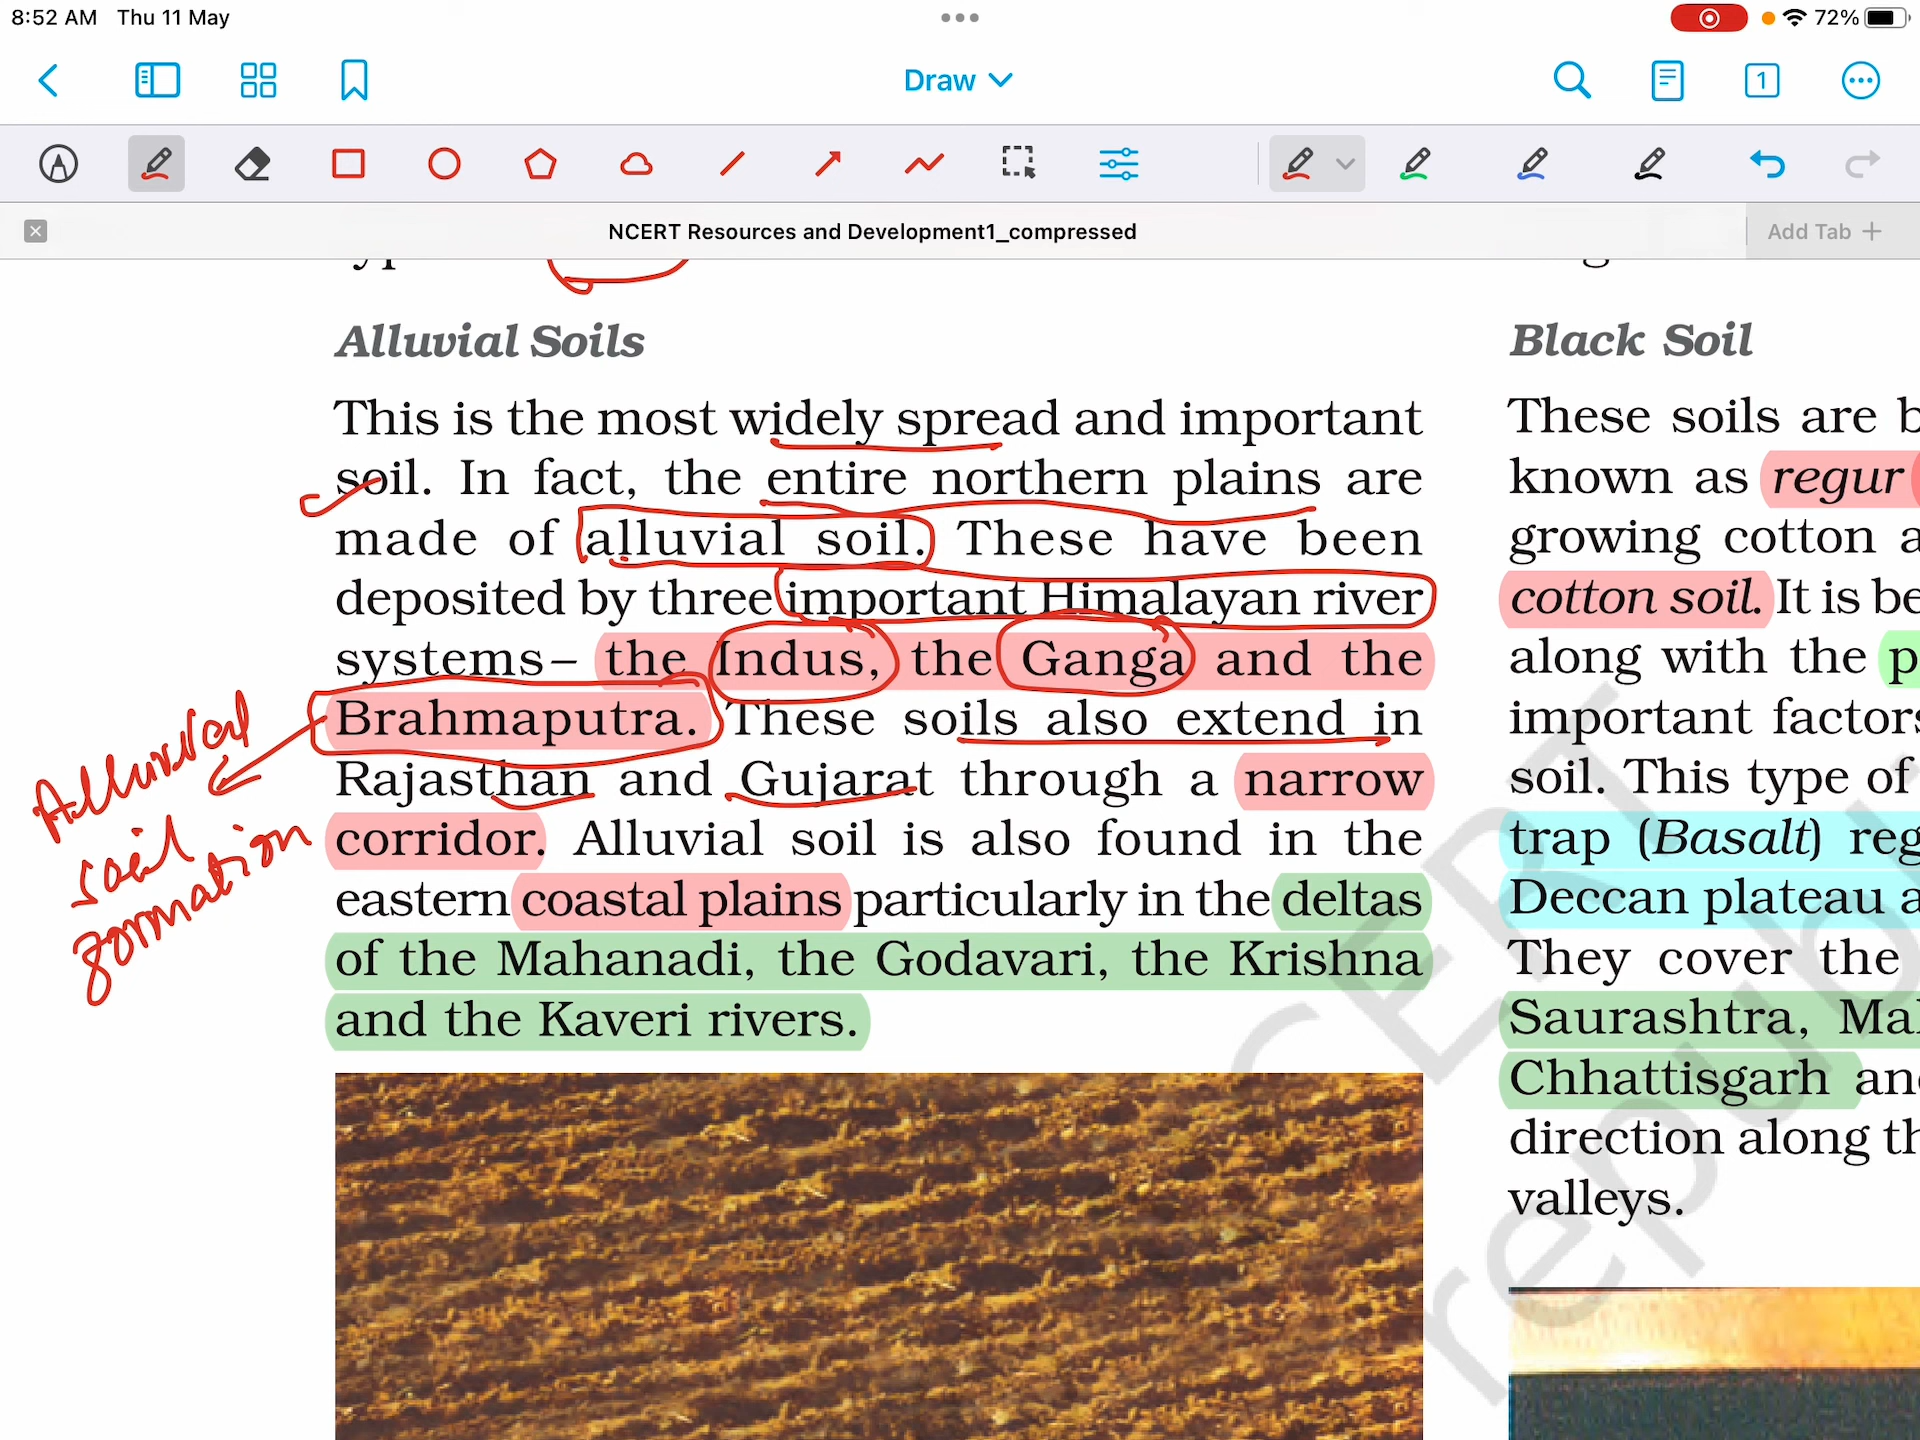 8:52 AM Thu 11 May
72%
Draw
1
NCERT Resources and Development1_compressed
Add Tab +
Alluvial Soils
This is the most widely spread and important
soil. In fact, the entire northern plains are
made of alluvial soil. These have been
deposited by three important Himalayan river
systems– the Indus, the Ganga and the
Brahmaputra. These soils also extend in
Rajasthan and Gujarat through a narrow
corridor. Alluvial soil is also found in the
eastern coastal plains particularly in the deltas
of the Mahanadi, the Godavari, the Krishna
and the Kaveri rivers.
Alluvial
soil
formation
Black Soil
These soils are b
known as regur
growing cotton a
cotton soil. It is be
along with the p
important factors
soil. This type of
trap (Basalt) reg
Deccan plateau a
They cover the
Saurashtra, Mal
Chhattisgarh and
direction along th
valleys.
CERT
republ